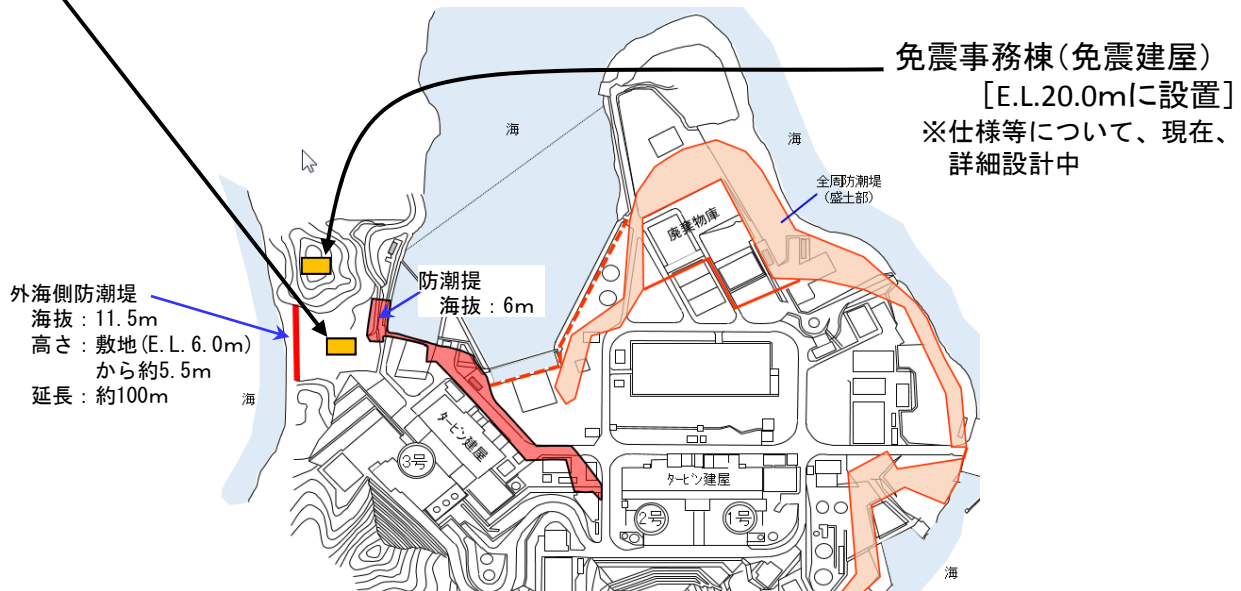 免震事務棟(免震建屋)
[E.L.20.0mに設置]
※仕様等について、現在、
詳細設計中
海
海
全周防潮堤
(盛土部)
廃棄物庫
防潮提
海抜：6m
外海側防潮堤
海抜：11.5m
高さ：敷地(E.L.6.0m)
から約5.5m
延長：約100m
海
タービン建屋
3号
タービン建屋
2号
1号
海